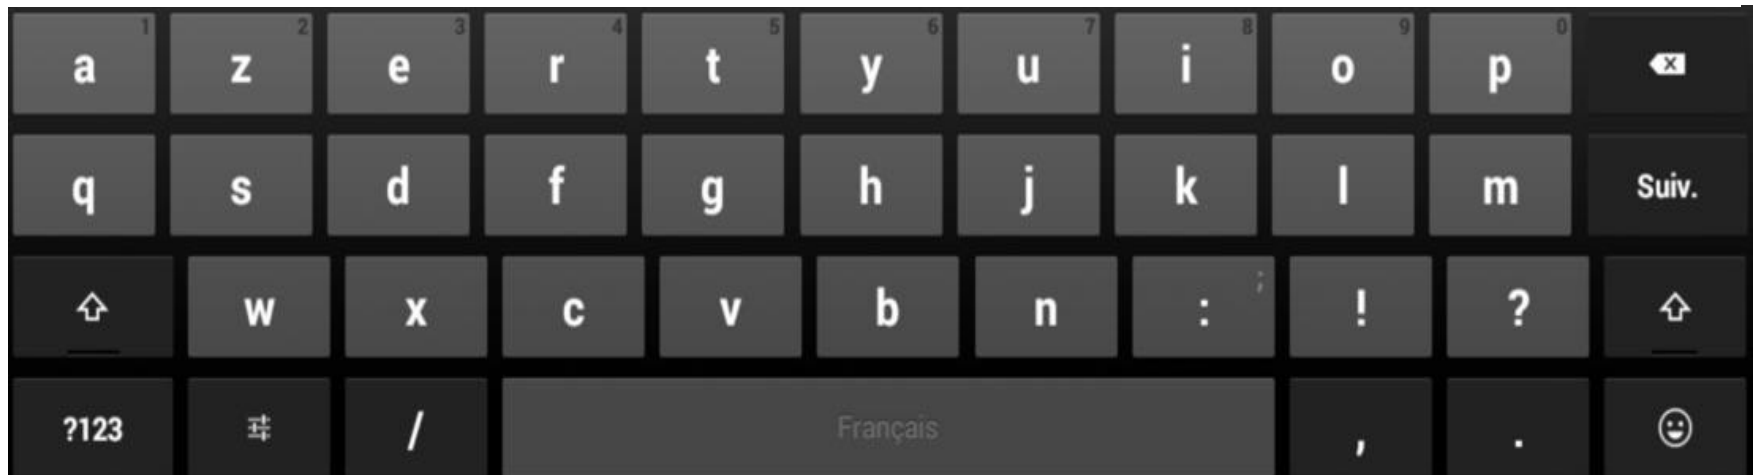 a 1 z 2 e 3 r 4 t 5 y 6 u 7 i 8 o 9 p 0
q s d f g h j k l m Suiv.
w x c v b n : ; ! ?
?123 / Français , .